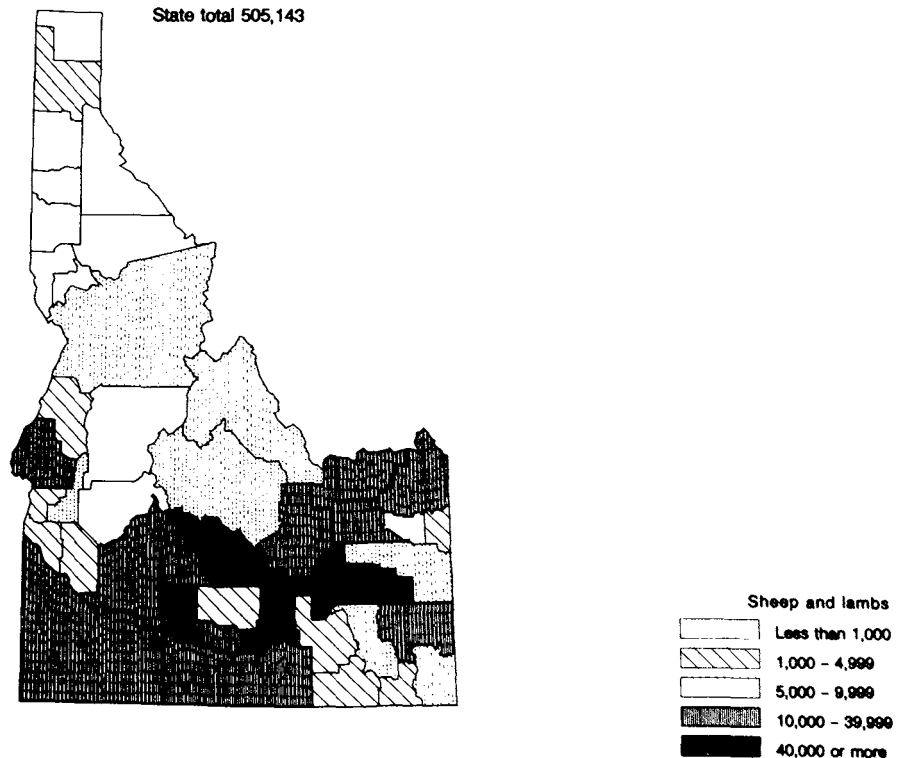 State total 505,143
Sheep and lambs
Less than 1,000
1,000 - 4,999
5,000 - 9,999
10,000 - 39,999
40,000 or more